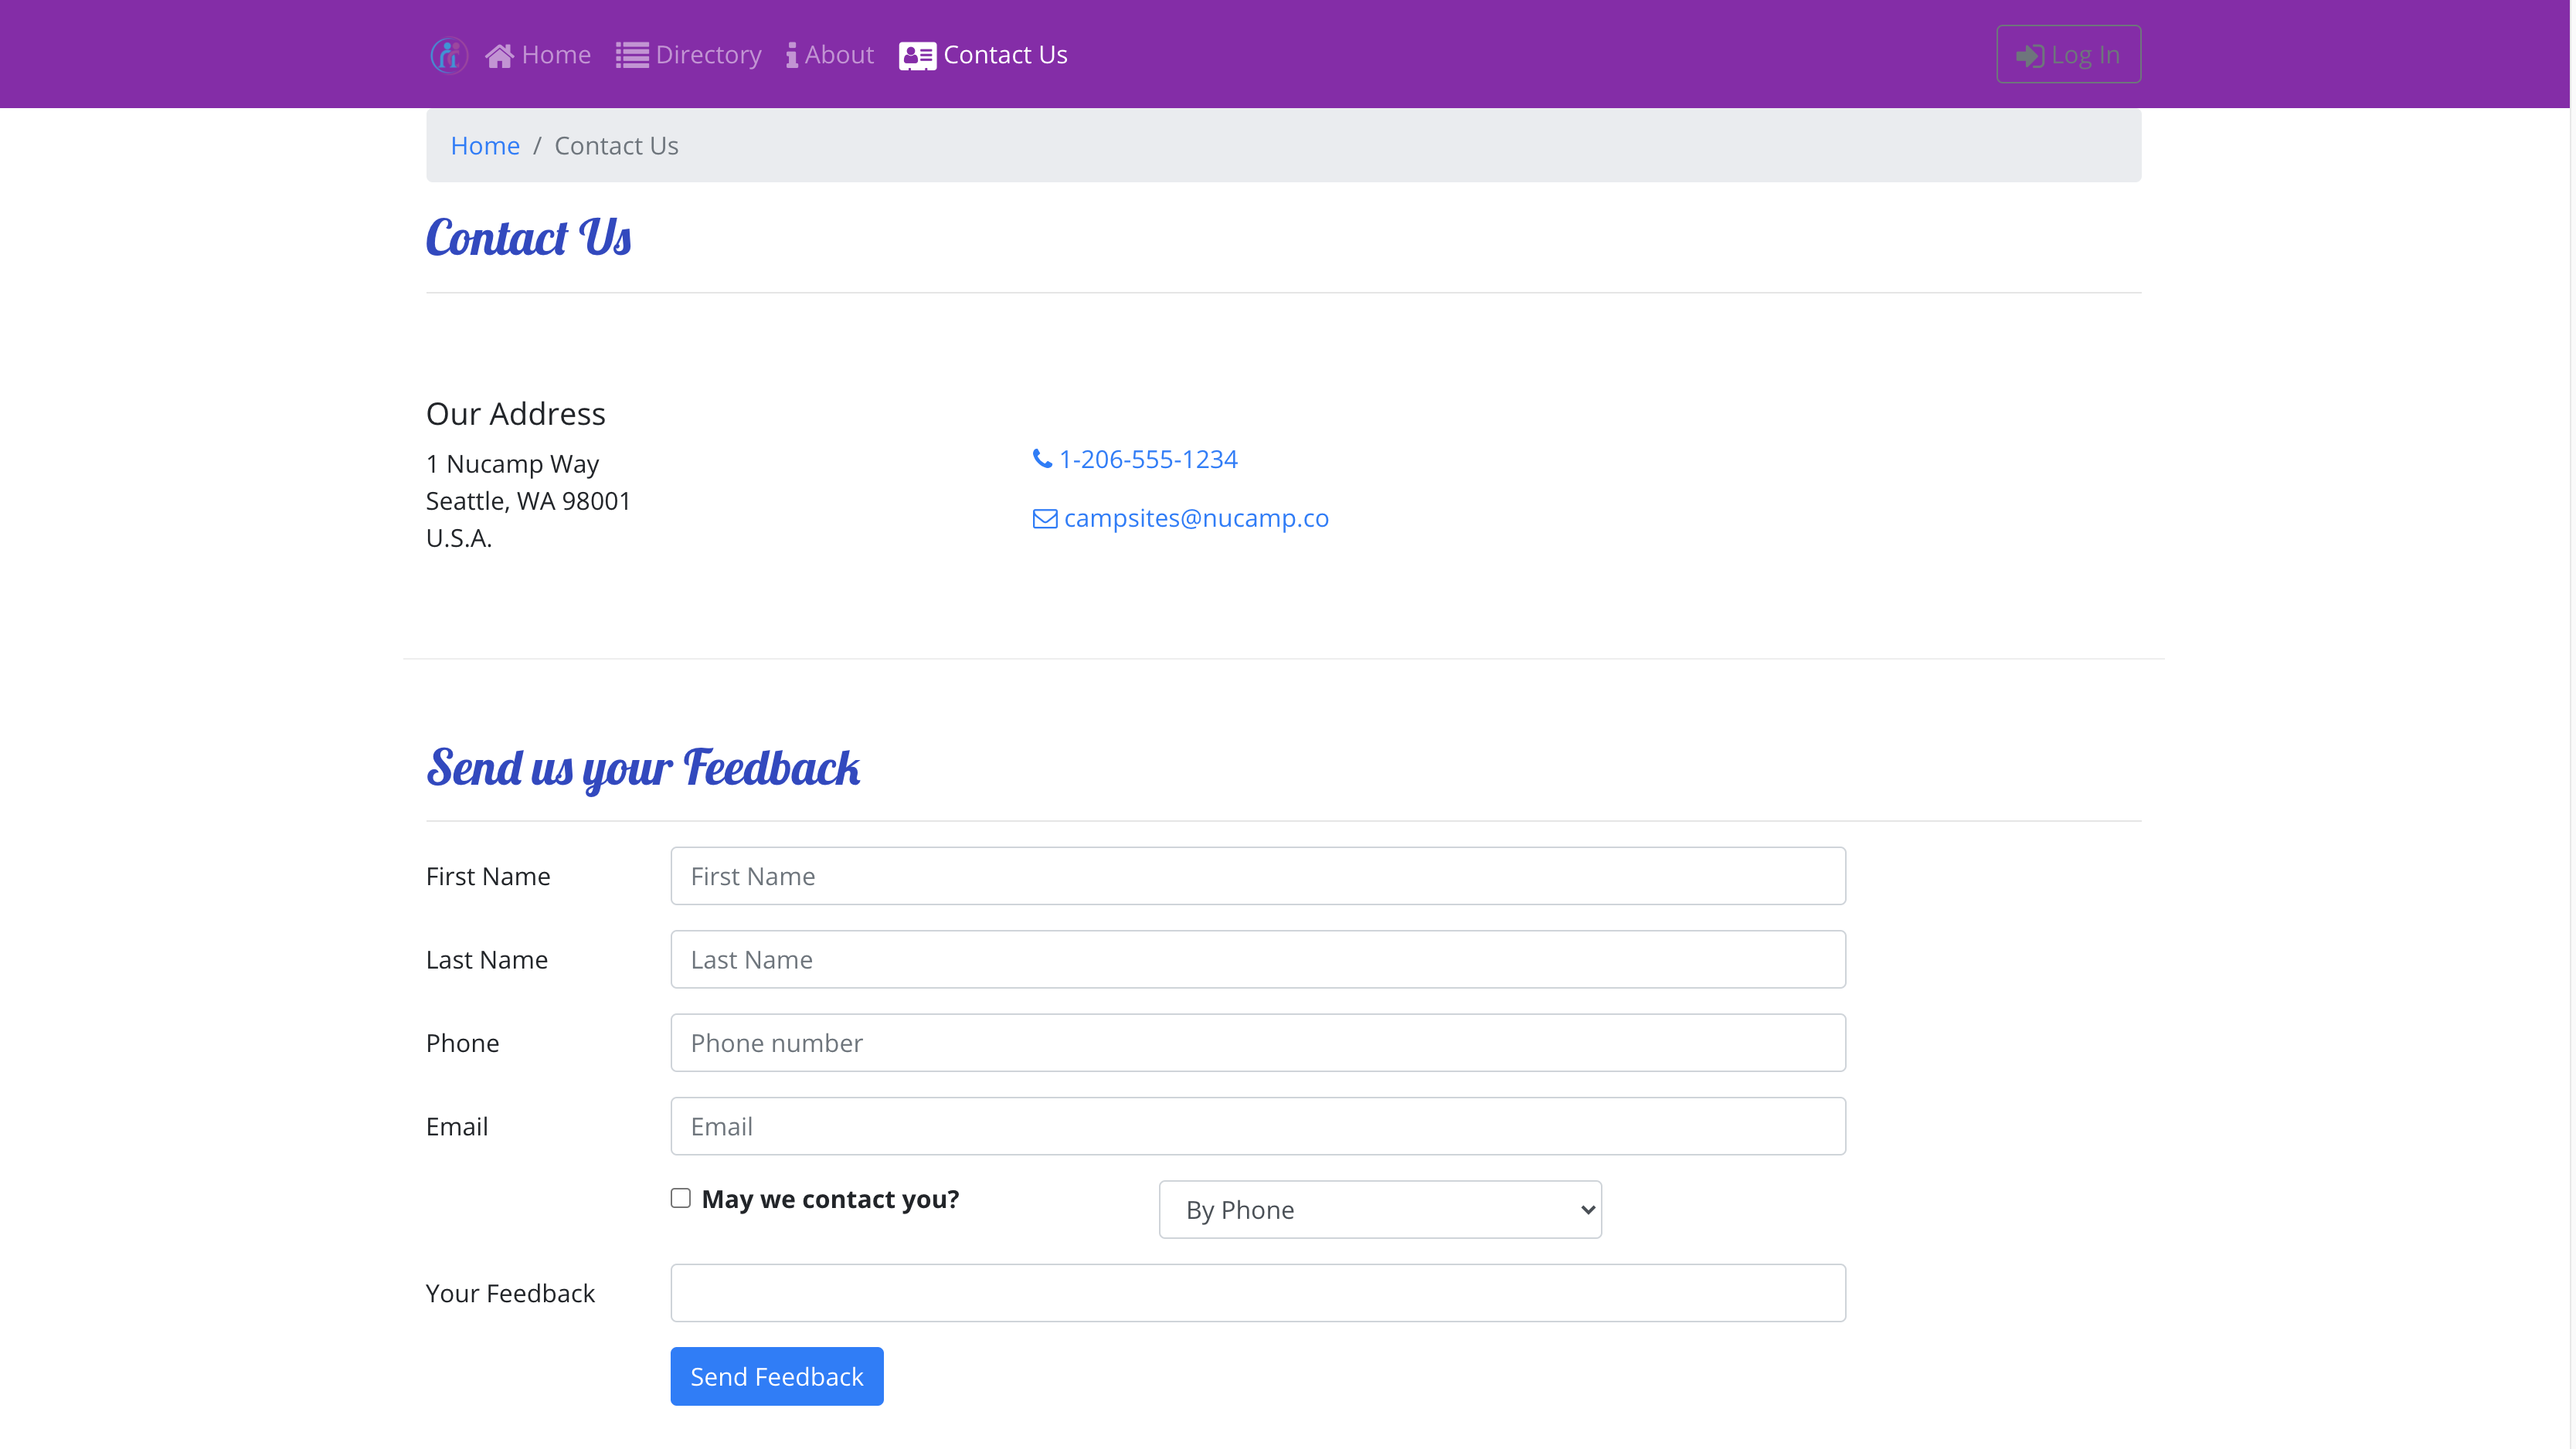 Home Directory About Contact Us Log In
Home / Contact Us
Contact Us
Our Address
1 Nucamp Way
Seattle, WA 98001
U.S.A.
1-206-555-1234
campsites@nucamp.co
Send us your Feedback
First Name First Name
Last Name Last Name
Phone Phone number
Email Email
May we contact you? By Phone
Your Feedback
Send Feedback